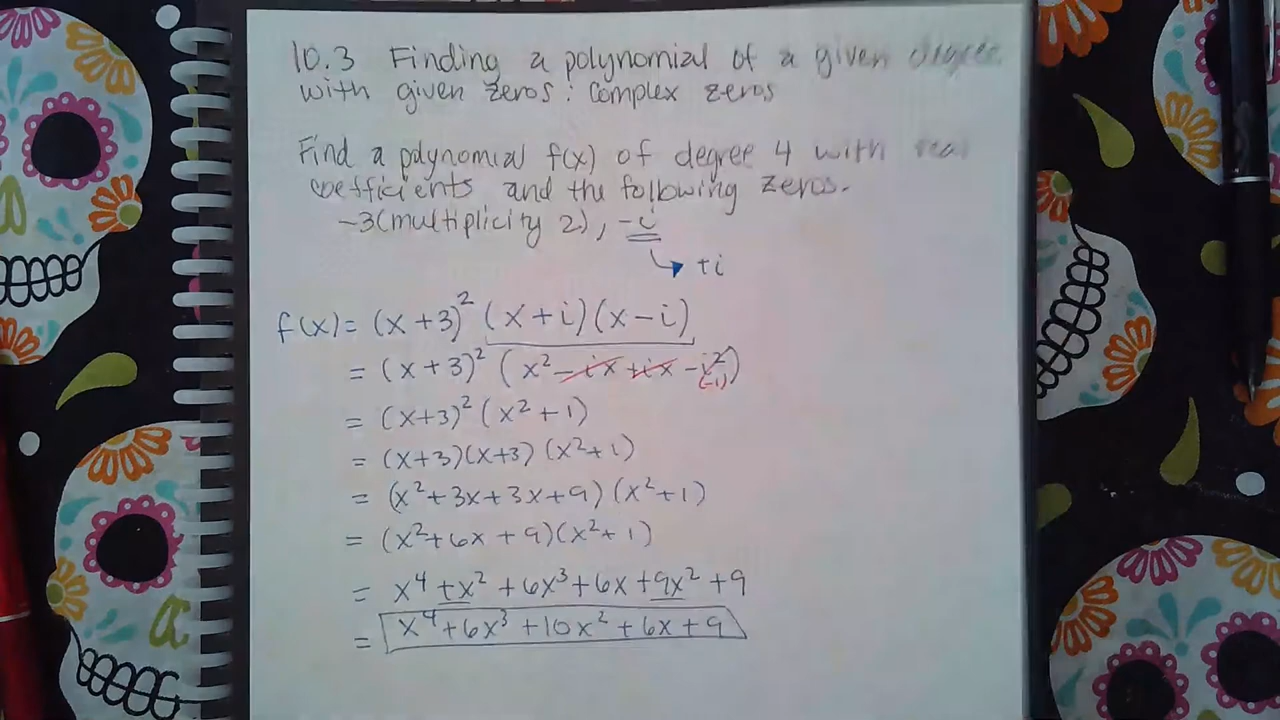 10.3 Finding a polynomial of a given degree
with given zeros: Complex zeros
Find a polynomial f(x) of degree 4 with real
coefficients and the following zeros.
-3(multiplicity 2), -i
+i
f(x) = (x+3)² (x+i)(x-i)
= (x+3)² (x² -ix +ix -i²)
(-1)
= (x+3)² (x²+1)
= (x+3)(x+3) (x²+1)
= (x²+3x+3x+9) (x²+1)
= (x²+6x+9)(x²+1)
= x⁴ +x² +6x³+6x +9x² +9
= x⁴+6x³ +10x² +6x+9